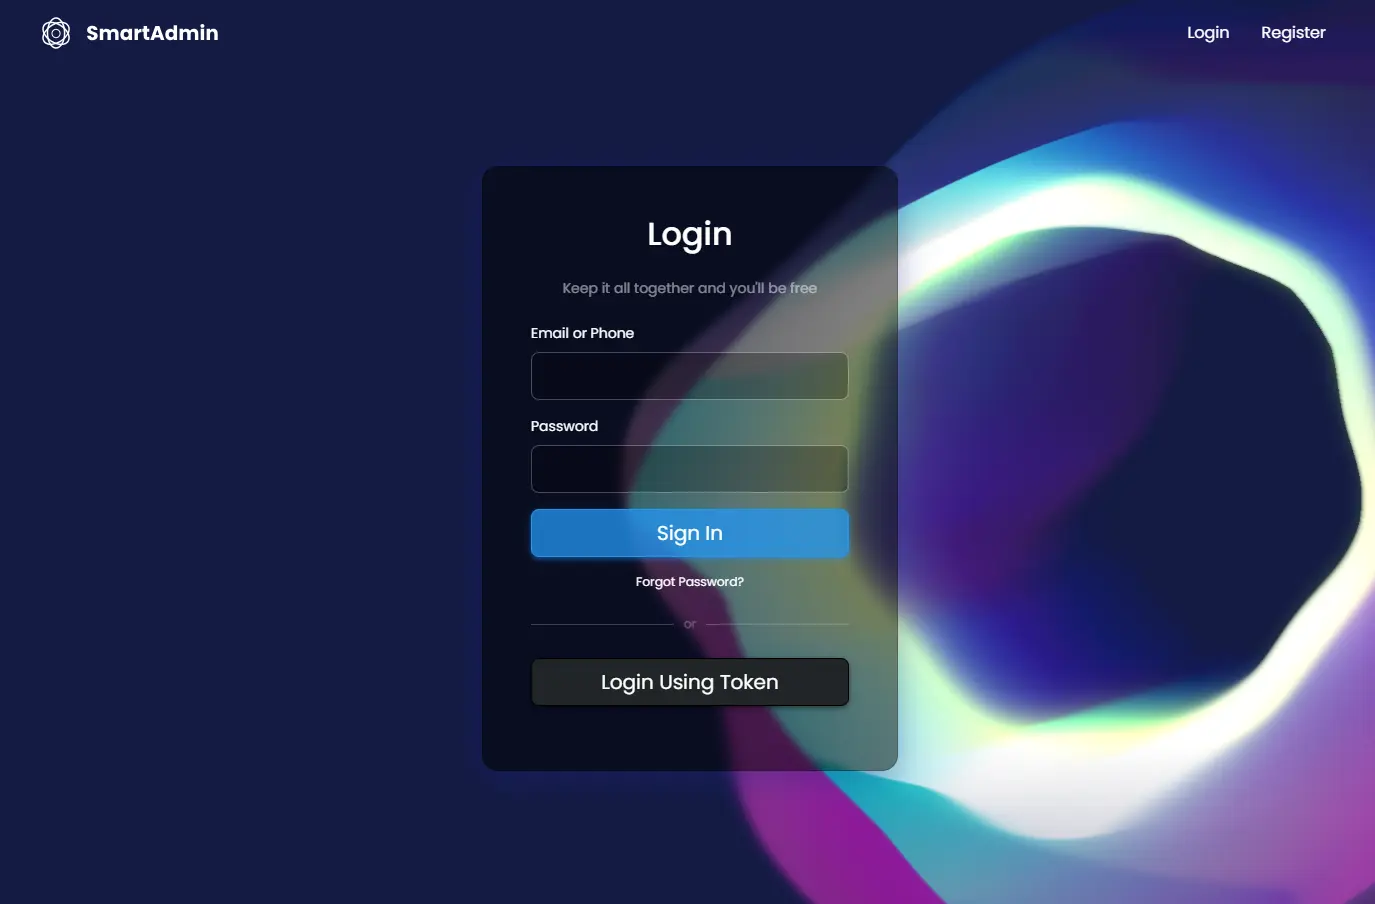 SmartAdmin
Login
Register
Login
Keep it all together and you'll be free
Email or Phone
Password
Sign In
Forgot Password?
or
Login Using Token